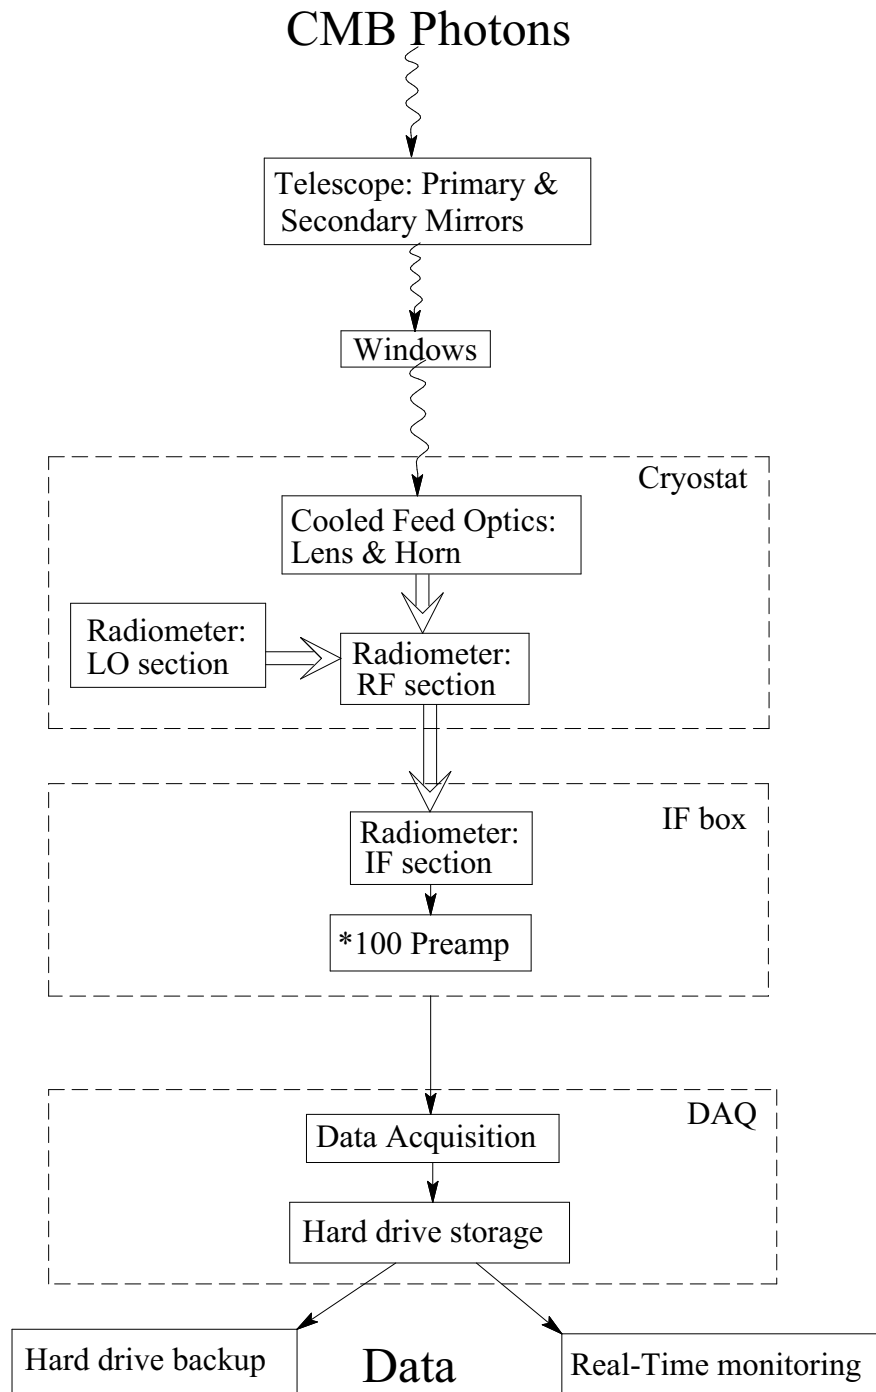 CMB Photons
Telescope: Primary &
Secondary Mirrors
Windows
Cryostat
Cooled Feed Optics:
Lens & Horn
Radiometer:
LO section
Radiometer:
RF section
IF box
Radiometer:
IF section
*100 Preamp
DAQ
Data Acquisition
Hard drive storage
Hard drive backup
Data
Real-Time monitoring